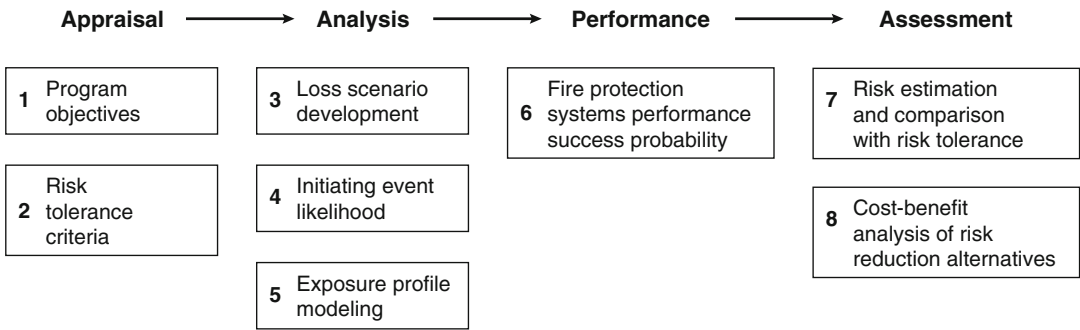 Appraisal
Analysis
Performance
Assessment
1 Program
objectives
2 Risk
tolerance
criteria
3 Loss scenario
development
4 Initiating event
likelihood
5 Exposure profile
modeling
6 Fire protection
systems performance
success probability
7 Risk estimation
and comparison
with risk tolerance
8 Cost-benefit
analysis of risk
reduction alternatives